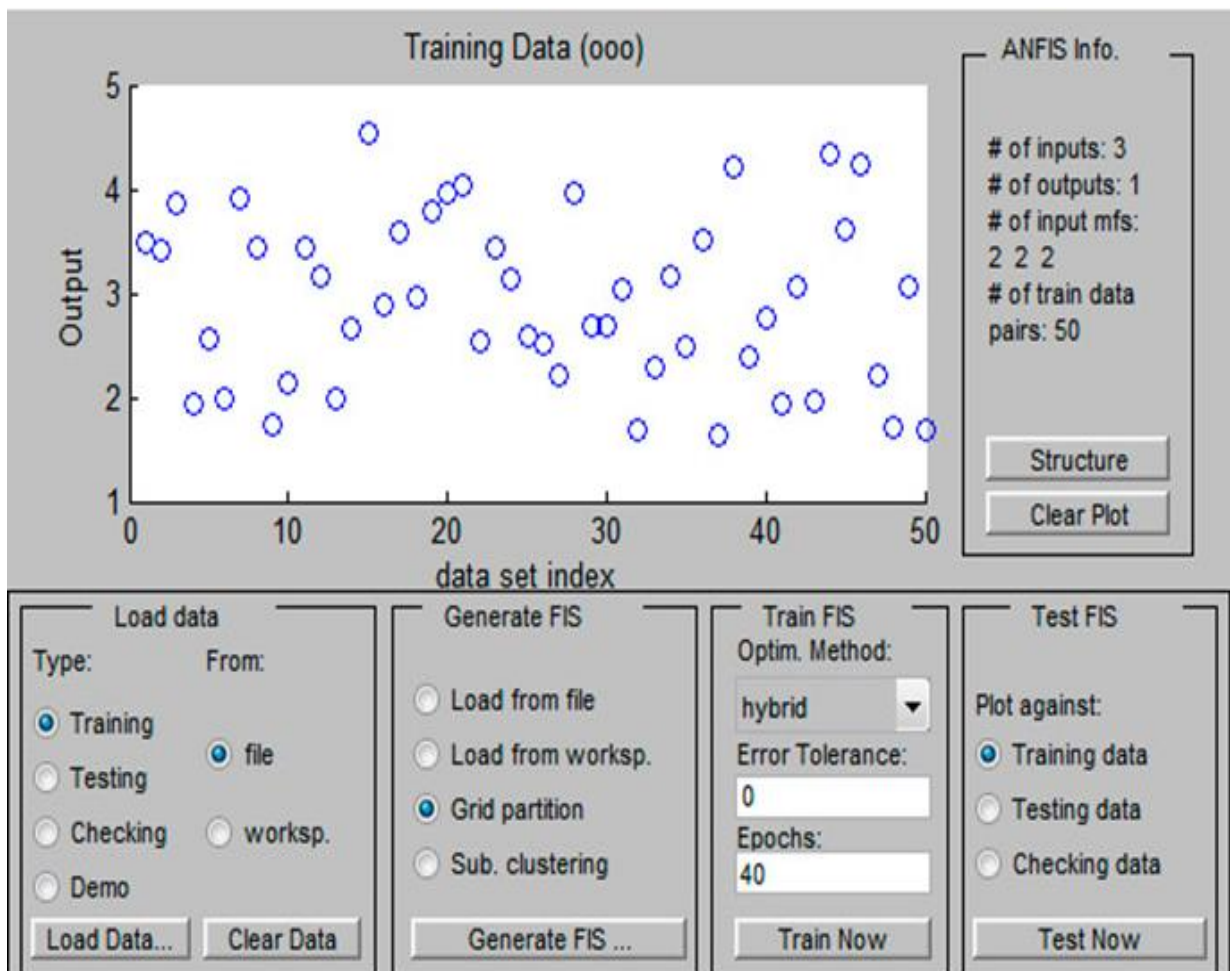 Training Data (ooo)
5
4
3
2
1
Output
0
10
20
30
40
50
data set index
ANFIS Info.
# of inputs: 3
# of outputs: 1
# of input mfs:
2 2 2
# of train data
pairs: 50
Structure
Clear Plot
Load data
Type:
From:
Training
Testing
Checking
Demo
file
worksp.
Load Data...
Clear Data
Generate FIS
Load from file
Load from worksp.
Grid partition
Sub. clustering
Generate FIS ...
Train FIS
Optim. Method:
hybrid
Error Tolerance:
0
Epochs:
40
Train Now
Test FIS
Plot against:
Training data
Testing data
Checking data
Test Now